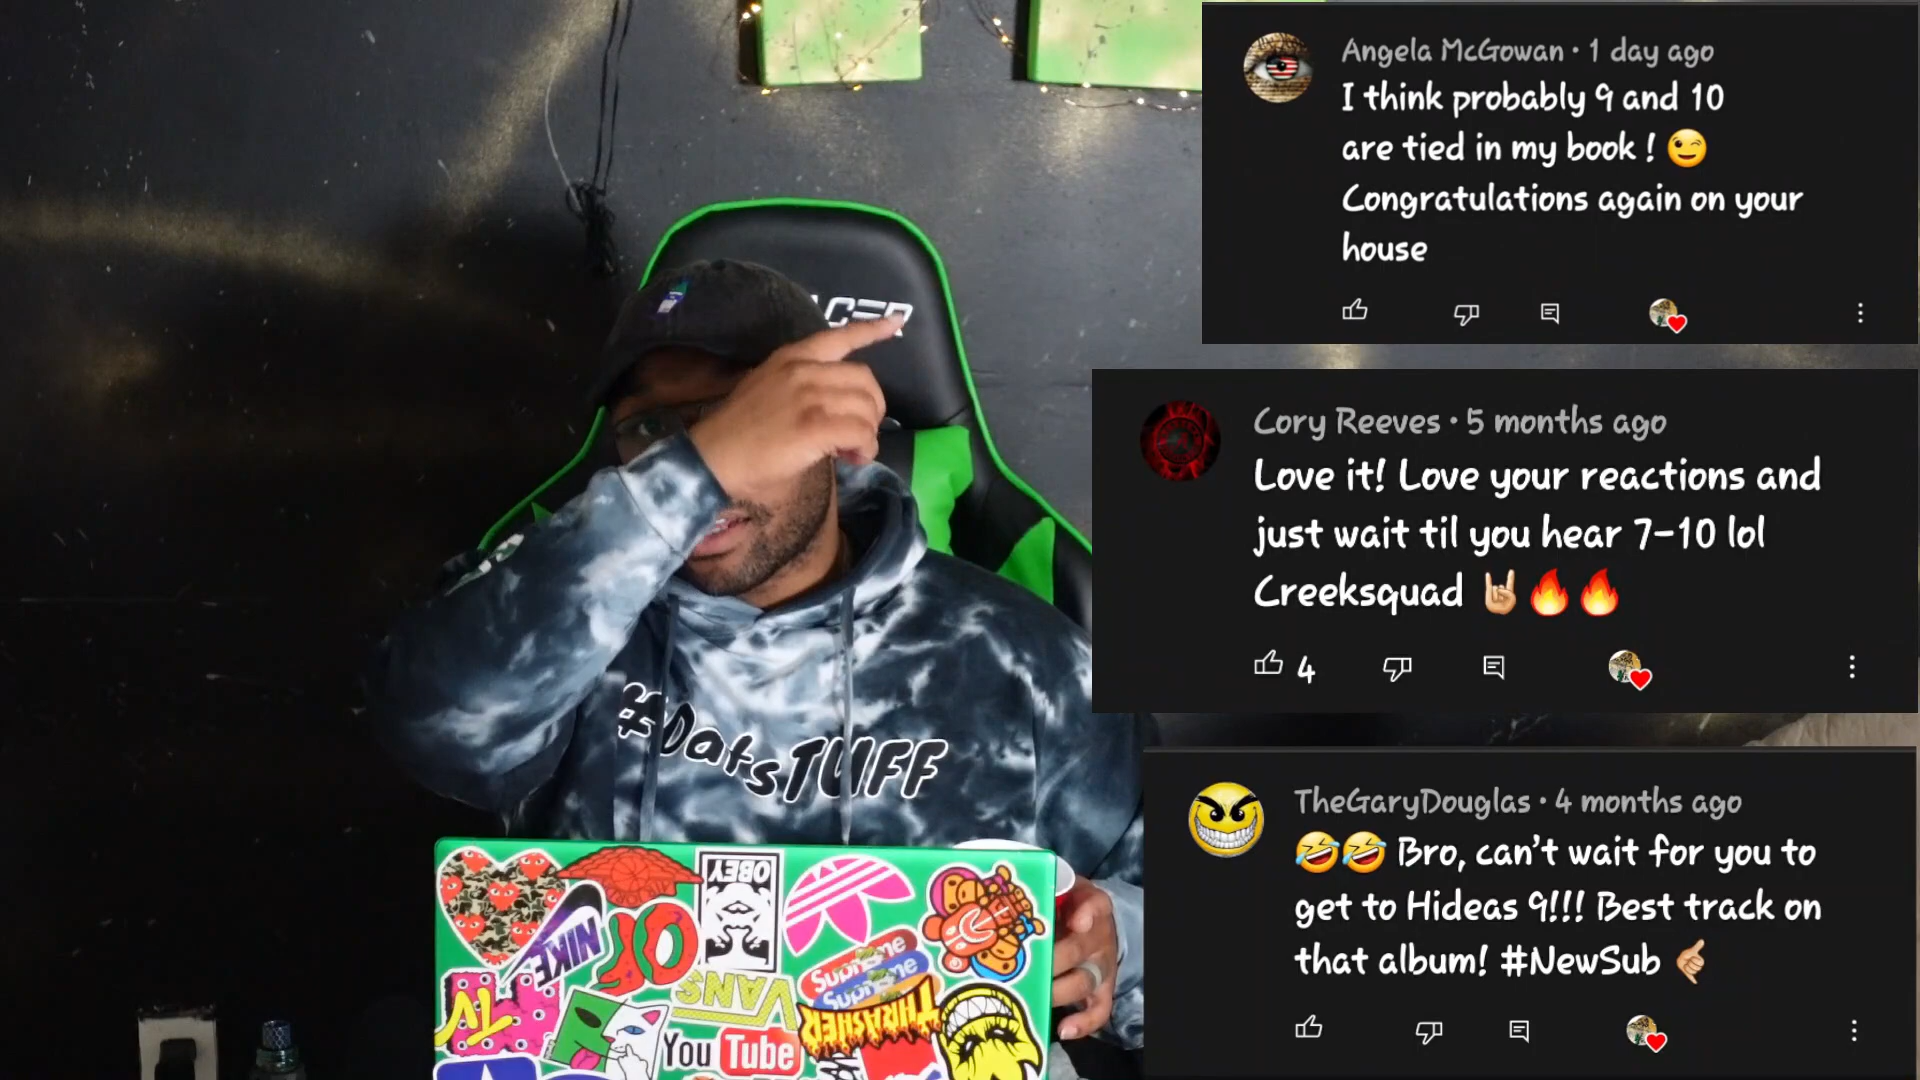 Angela McGowan · 1 day ago
I think probably 9 and 10
are tied in my book ! 😉
Congratulations again on your
house
Cory Reeves · 5 months ago
Love it! Love your reactions and
just wait til you hear 7-10 lol
Creeksquad 🤘🏼🔥🔥
4
TheGaryDouglas · 4 months ago
🤣🤣 Bro, can't wait for you to
get to Hideas 9!!! Best track on
that album! #NewSub 🤙🏼
#DatsTUFF
OBEY
NIKE
VANS
Supreme
Supreme
THRASHER
YouTube